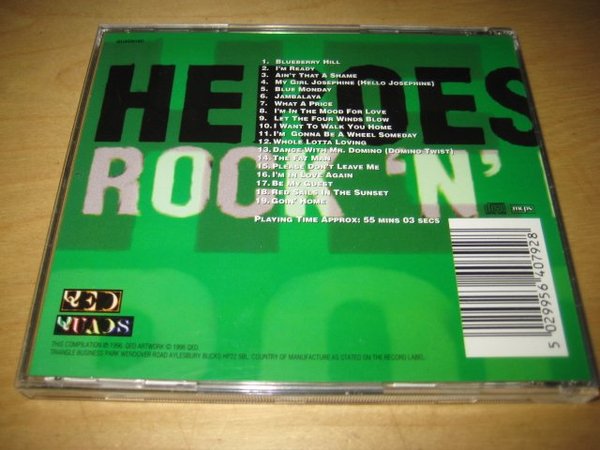 1. Blueberry Hill
2. I'm Ready
3. Ain't That A Shame
4. My Girl Josephine (Hello Josephine)
5. Blue Monday
6. Jambalaya
7. What A Price
8. I'm In The Mood For Love
9. Let The Four Winds Blow
10. I Want To Walk You Home
11. I'm Gonna Be A Wheel Someday
12. Whole Lotta Loving
13. Dance With Mr. Domino (Domino Twist)
14. The Fat Man
15. Please Don't Leave Me
16. I'm In Love Again
17. Be My Guest
18. Red Sails In The Sunset
19. Goin' Home
Playing Time Approx: 55 mins 03 secs
HEROES
ROCK 'N'
QED
QUADS
THIS COMPILATION ℗ 1996. QED ARTWORK © 1996 QED.
TRIANGLE BUSINESS PARK WENDOVER ROAD AYLESBURY BUCKS HP22 5BL. COUNTRY OF MANUFACTURE AS STATED ON THE RECORD LABEL.
mcps
5 029956 407928